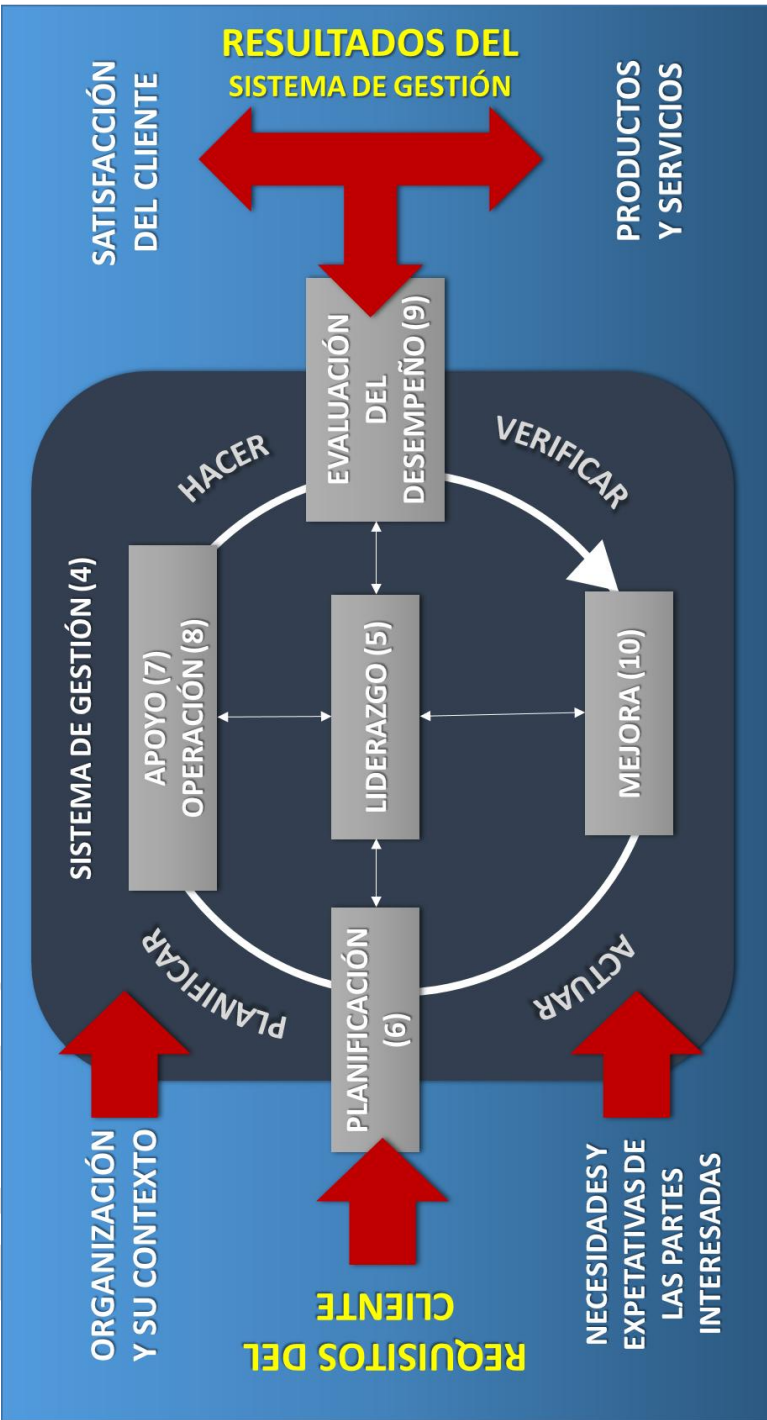 ORGANIZACIÓN
Y SU CONTEXTO
REQUISITOS DEL
CLIENTE
NECESIDADES Y
EXPETATIVAS DE
LAS PARTES
INTERESADAS
SISTEMA DE GESTIÓN (4)
PLANIFICAR
HACER
VERIFICAR
ACTUAR
PLANIFICACIÓN
(6)
APOYO (7)
OPERACIÓN (8)
LIDERAZGO (5)
EVALUACIÓN
DEL
DESEMPEÑO (9)
MEJORA (10)
SATISFACCIÓN
DEL CLIENTE
RESULTADOS DEL
SISTEMA DE GESTIÓN
PRODUCTOS
Y SERVICIOS